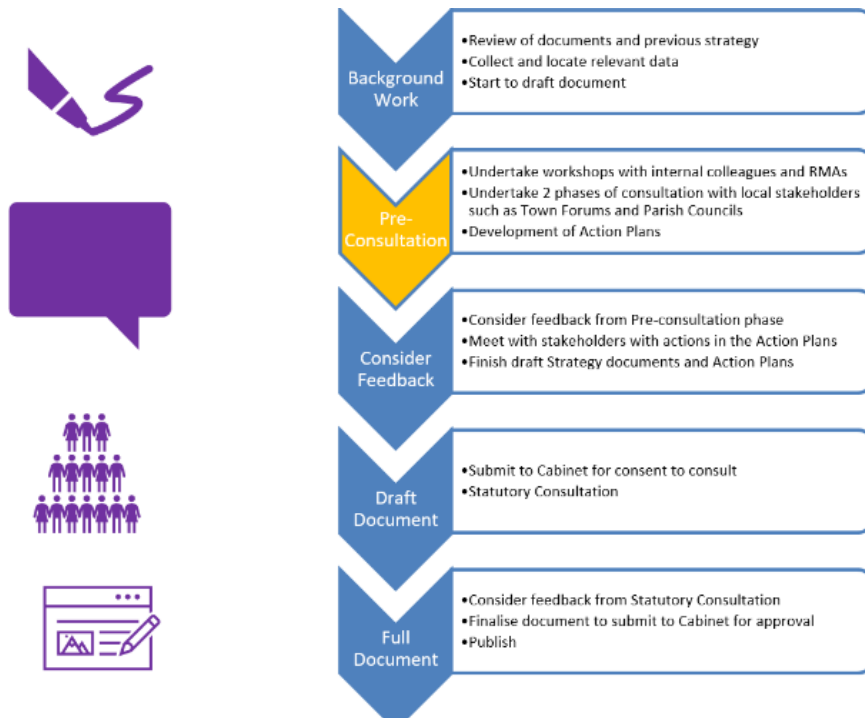 Background
Work
•Review of documents and previous strategy
•Collect and locate relevant data
•Start to draft document
Pre-
Consultation
•Undertake workshops with internal colleagues and RMAs
•Undertake 2 phases of consultation with local stakeholders
such as Town Forums and Parish Councils
•Development of Action Plans
Consider
Feedback
•Consider feedback from Pre-consultation phase
•Meet with stakeholders with actions in the Action Plans
•Finish draft Strategy documents and Action Plans
Draft
Document
•Submit to Cabinet for consent to consult
•Statutory Consultation
Full
Document
•Consider feedback from Statutory Consultation
•Finalise document to submit to Cabinet for approval
•Publish